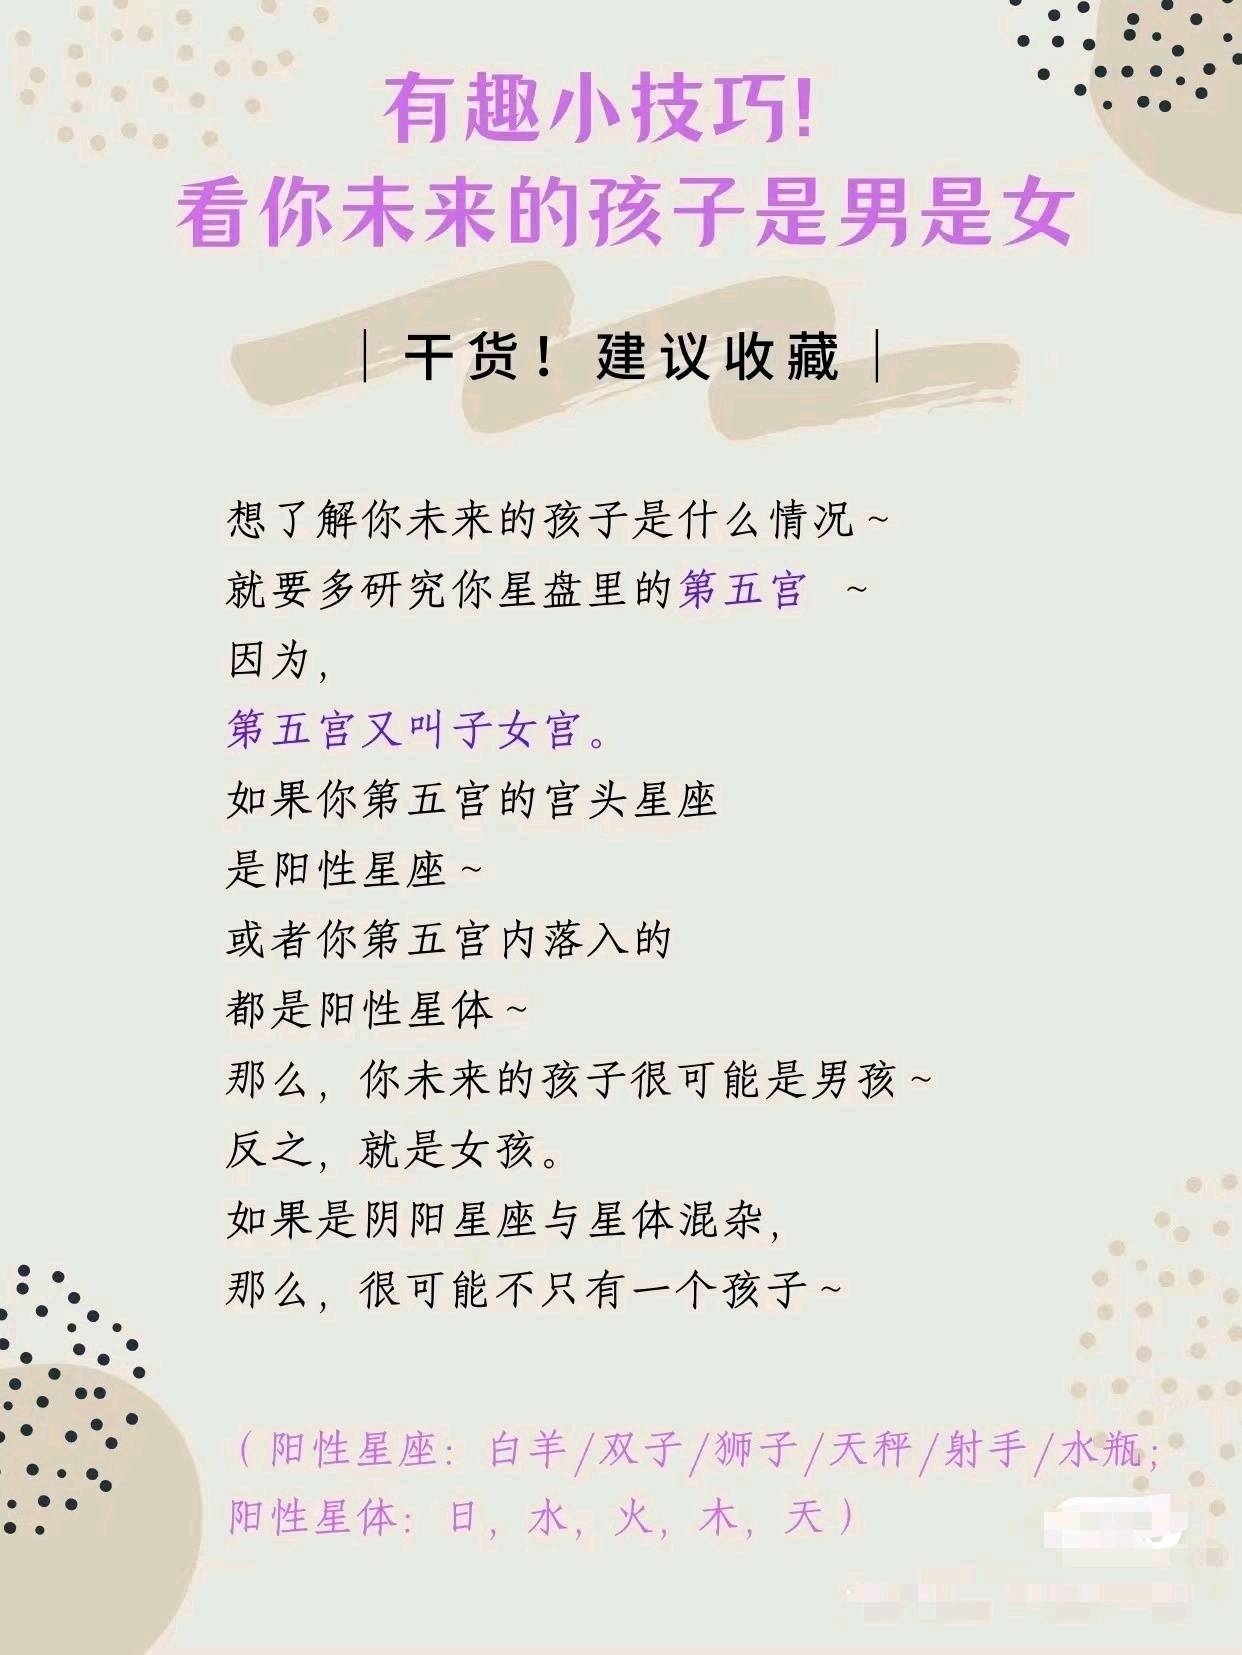 有趣小技巧!
看你未来的孩子是男是女
|干货！建议收藏|
想了解你未来的孩子是什么情况~
就要多研究你星盘里的第五宫 ~
因为，
第五宫又叫子女宫。
如果你第五宫的宫头星座
是阳性星座~
或者你第五宫内落入的
都是阳性星体~
那么，你未来的孩子很可能是男孩~
反之，就是女孩。
如果是阴阳星座与星体混杂，
那么，很可能不只有一个孩子~
（阳性星座：白羊/双子/狮子/天秤/射手/水瓶；
阳性星体：日，水，火，木，天）